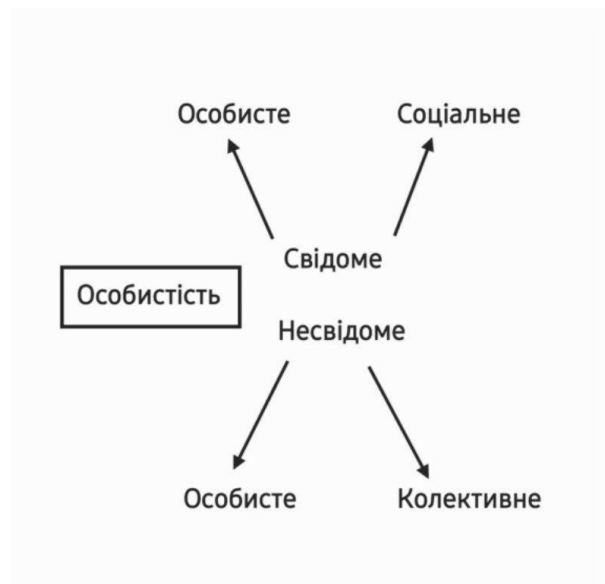 Особисте
Соціальне
Свідоме
Особистість
Несвідоме
Особисте
Колективне